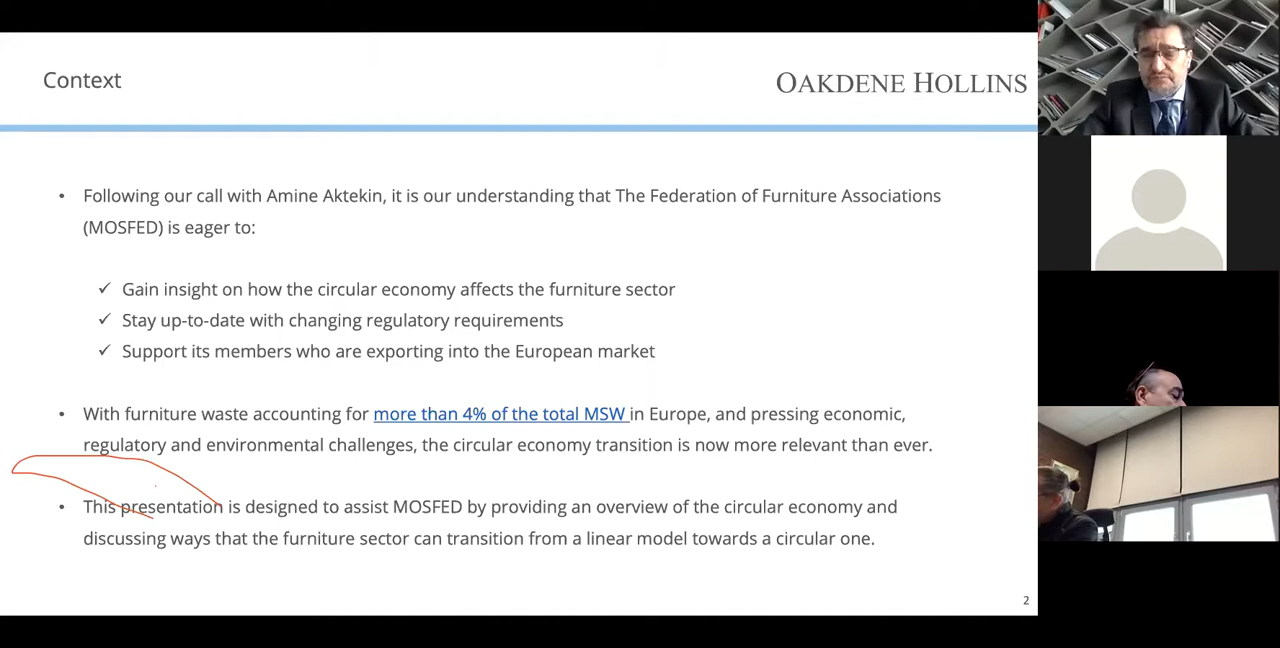 Context
OAKDENE HOLLINS
• Following our call with Amine Aktekin, it is our understanding that The Federation of Furniture Associations
(MOSFED) is eager to:
✓ Gain insight on how the circular economy affects the furniture sector
✓ Stay up-to-date with changing regulatory requirements
✓ Support its members who are exporting into the European market
• With furniture waste accounting for more than 4% of the total MSW in Europe, and pressing economic,
regulatory and environmental challenges, the circular economy transition is now more relevant than ever.
• This presentation is designed to assist MOSFED by providing an overview of the circular economy and
discussing ways that the furniture sector can transition from a linear model towards a circular one.
2